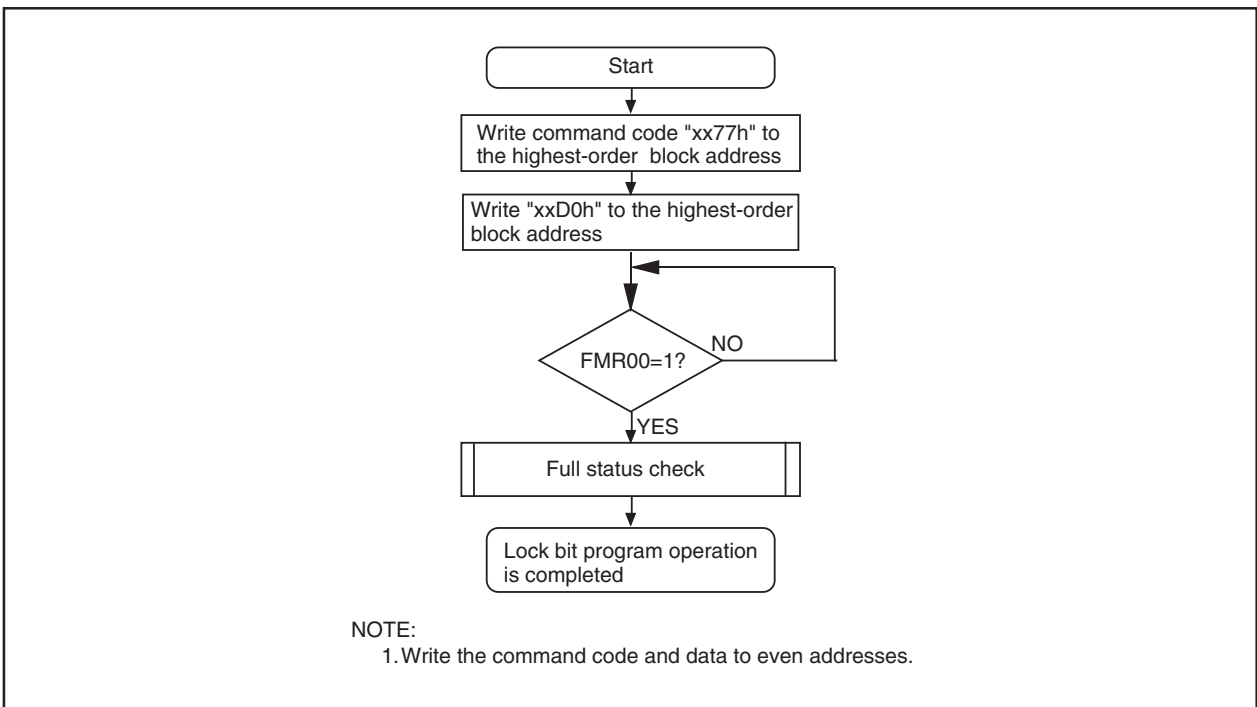 Start
Write command code "xx77h" to
the highest-order block address
Write "xxD0h" to the highest-order
block address
FMR00=1?
NO
YES
Full status check
Lock bit program operation
is completed
NOTE:
1. Write the command code and data to even addresses.